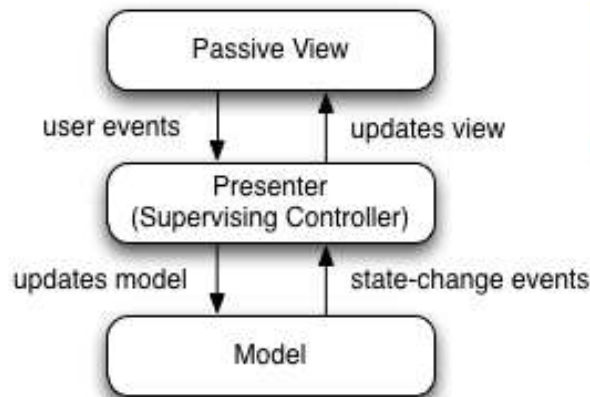 Passive View
user events
updates view
Presenter
(Supervising Controller)
updates model
state-change events
Model